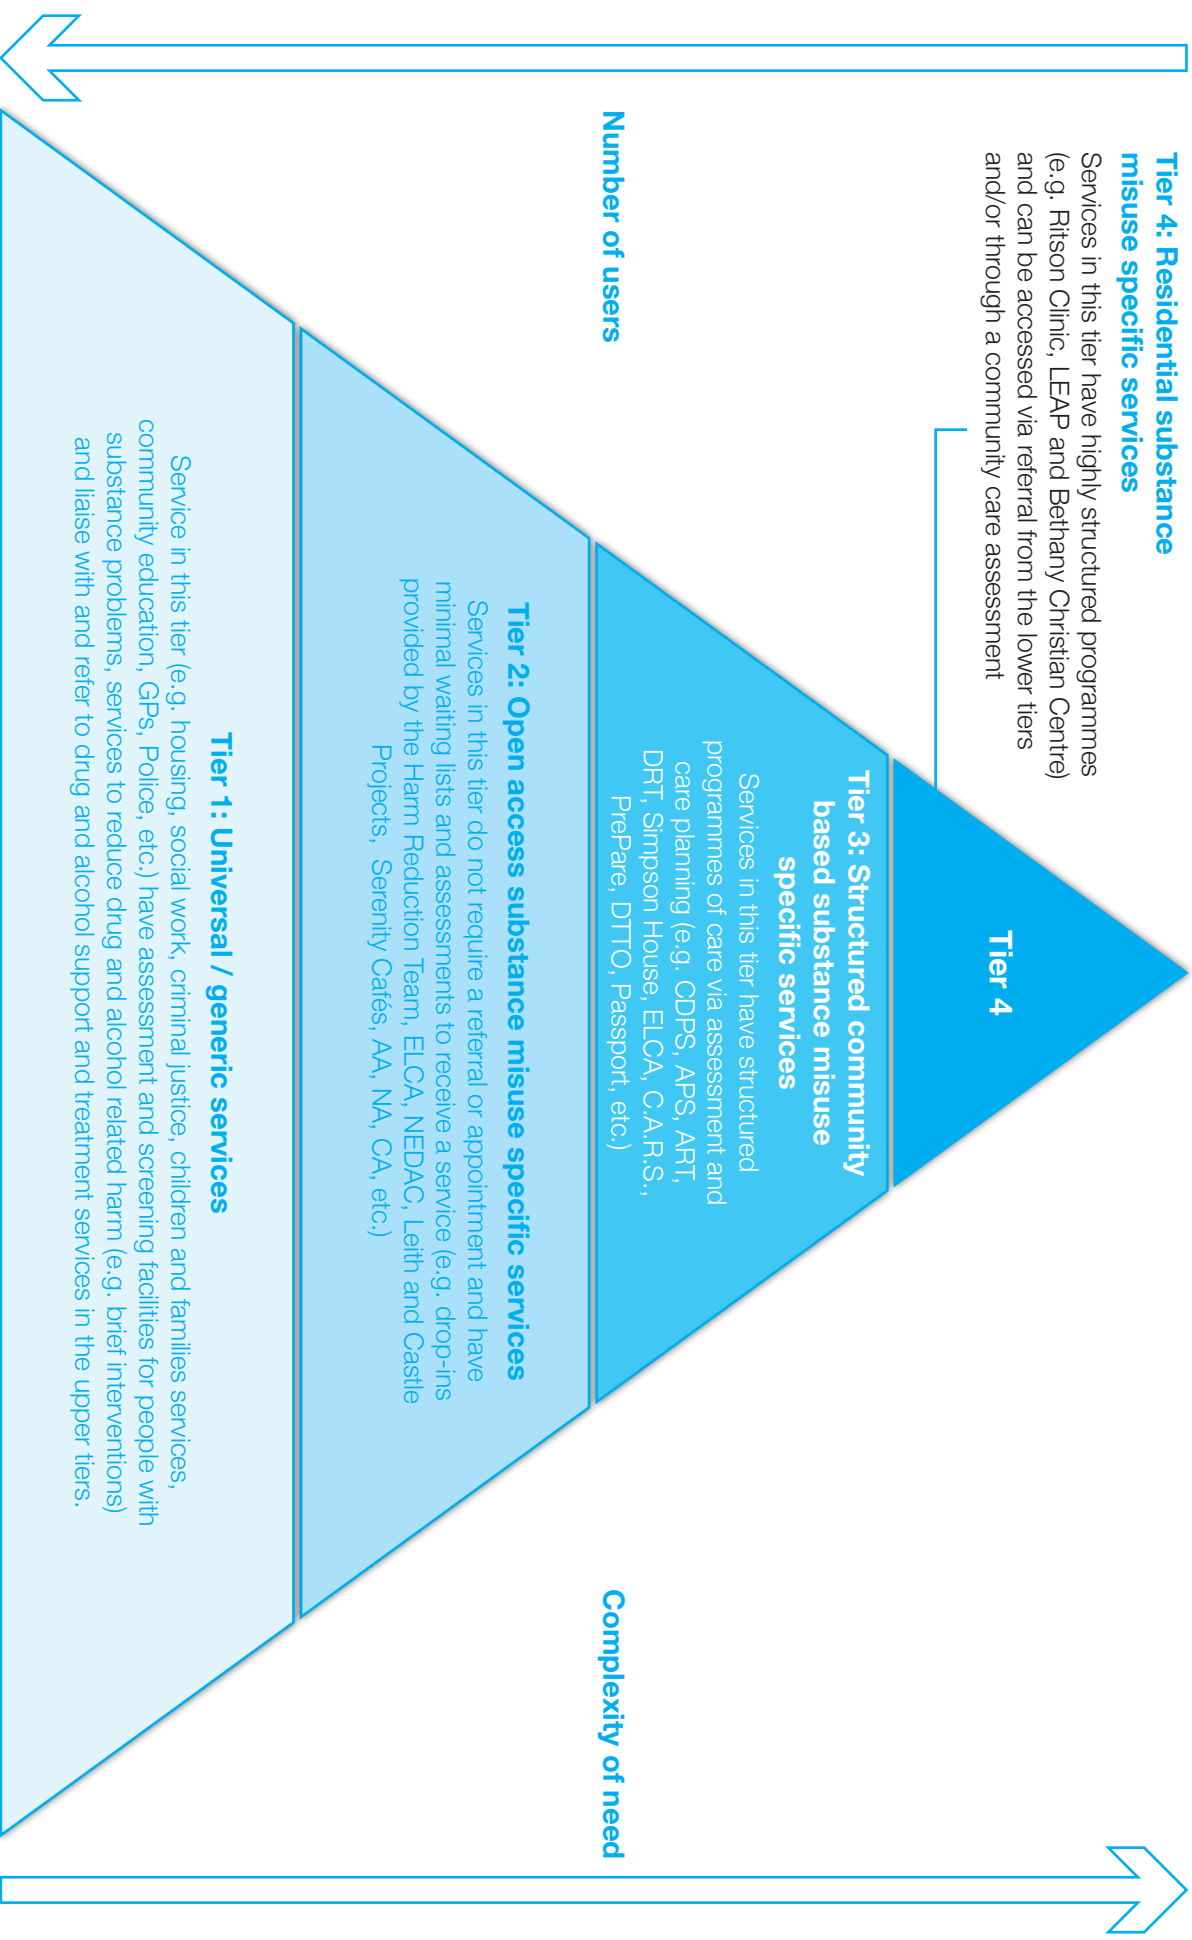 Tier 4: Residential substance
misuse specific services
Services in this tier have highly structured programmes
(e.g. Ritson Clinic, LEAP and Bethany Christian Centre)
and can be accessed via referral from the lower tiers
and/or through a community care assessment
Tier 4
Tier 3: Structured community
based substance misuse
specific services
Services in this tier have structured
programmes of care via assessment and
care planning (e.g. CDPS, APS, ART,
DRT, Simpson House, ELCA, C.A.R.S.,
PrePare, DTTO, Passport, etc.)
Number of users
Complexity of need
Tier 2: Open access substance misuse specific services
Services in this tier do not require a referral or appointment and have
minimal waiting lists and assessments to receive a service (e.g. drop-ins
provided by the Harm Reduction Team, ELCA, NEDAC, Leith and Castle
Projects, Serenity Cafés, AA, NA, CA, etc.)
Tier 1: Universal / generic services
Service in this tier (e.g. housing, social work, criminal justice, children and families services,
community education, GPs, Police, etc.) have assessment and screening facilities for people with
substance problems, services to reduce drug and alcohol related harm (e.g. brief interventions)
and liaise with and refer to drug and alcohol support and treatment services in the upper tiers.